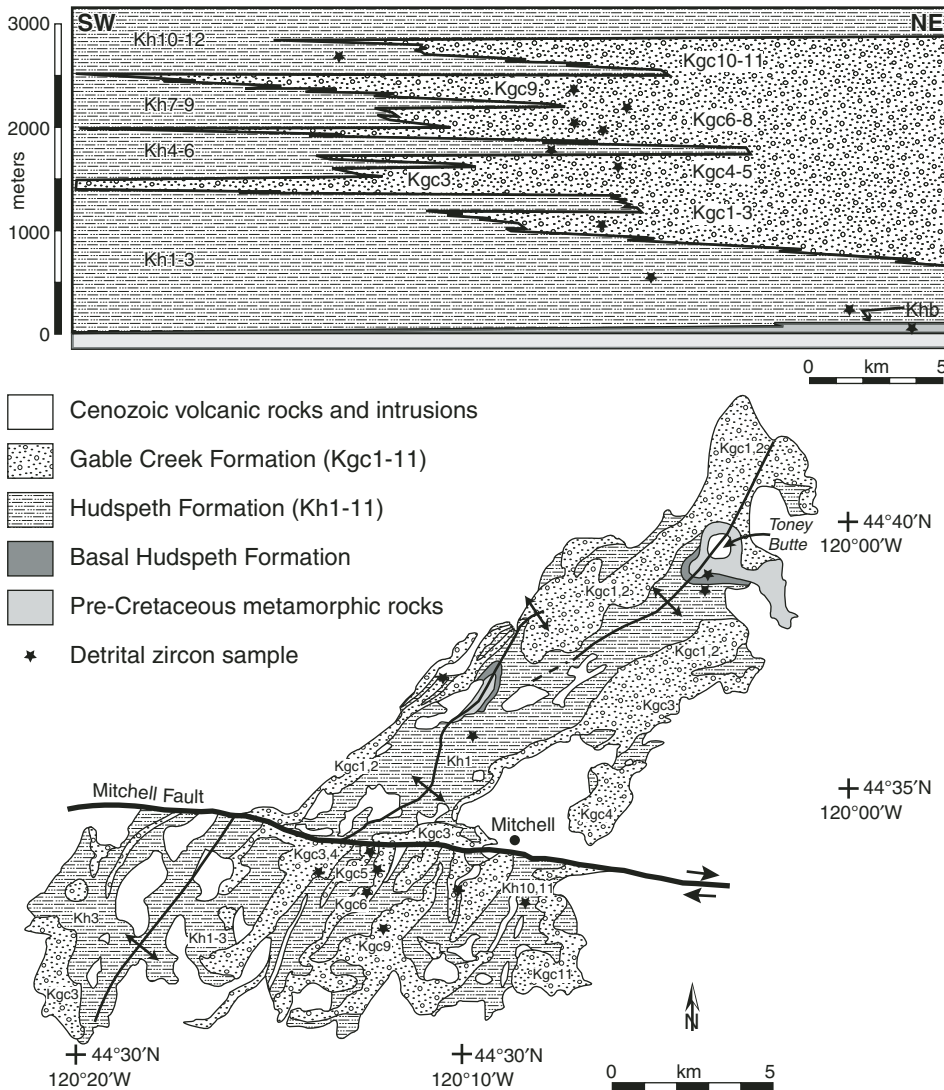 3000
SW
NE
Kh10-12
Kgc10-11
Kgc9
Kh7-9
Kgc6-8
2000
Kh4-6
Kgc4-5
Kgc3
meters
Kgc1-3
1000
Kh1-3
Khb
0
0 km 5
Cenozoic volcanic rocks and intrusions
Gable Creek Formation (Kgc1-11)
Hudspeth Formation (Kh1-11)
Basal Hudspeth Formation
Pre-Cretaceous metamorphic rocks
Detrital zircon sample
Kgc1,2s
44°40′N
120°00′W
Toney
Butte
Kgc1,2
Kgc1,2
Kgc3
Kh1
Kgc1,2
44°35′N
120°00′W
Kgc4
Mitchell Fault
Mitchell
Kgc3
Kgc3,4
Kgc5
Kgc6
Kh10,11
Kh3
Kh1-3
Kgc9
Kgc11
Kgc3
N
44°30′N
120°20′W
44°30′N
120°10′W
0 km 5